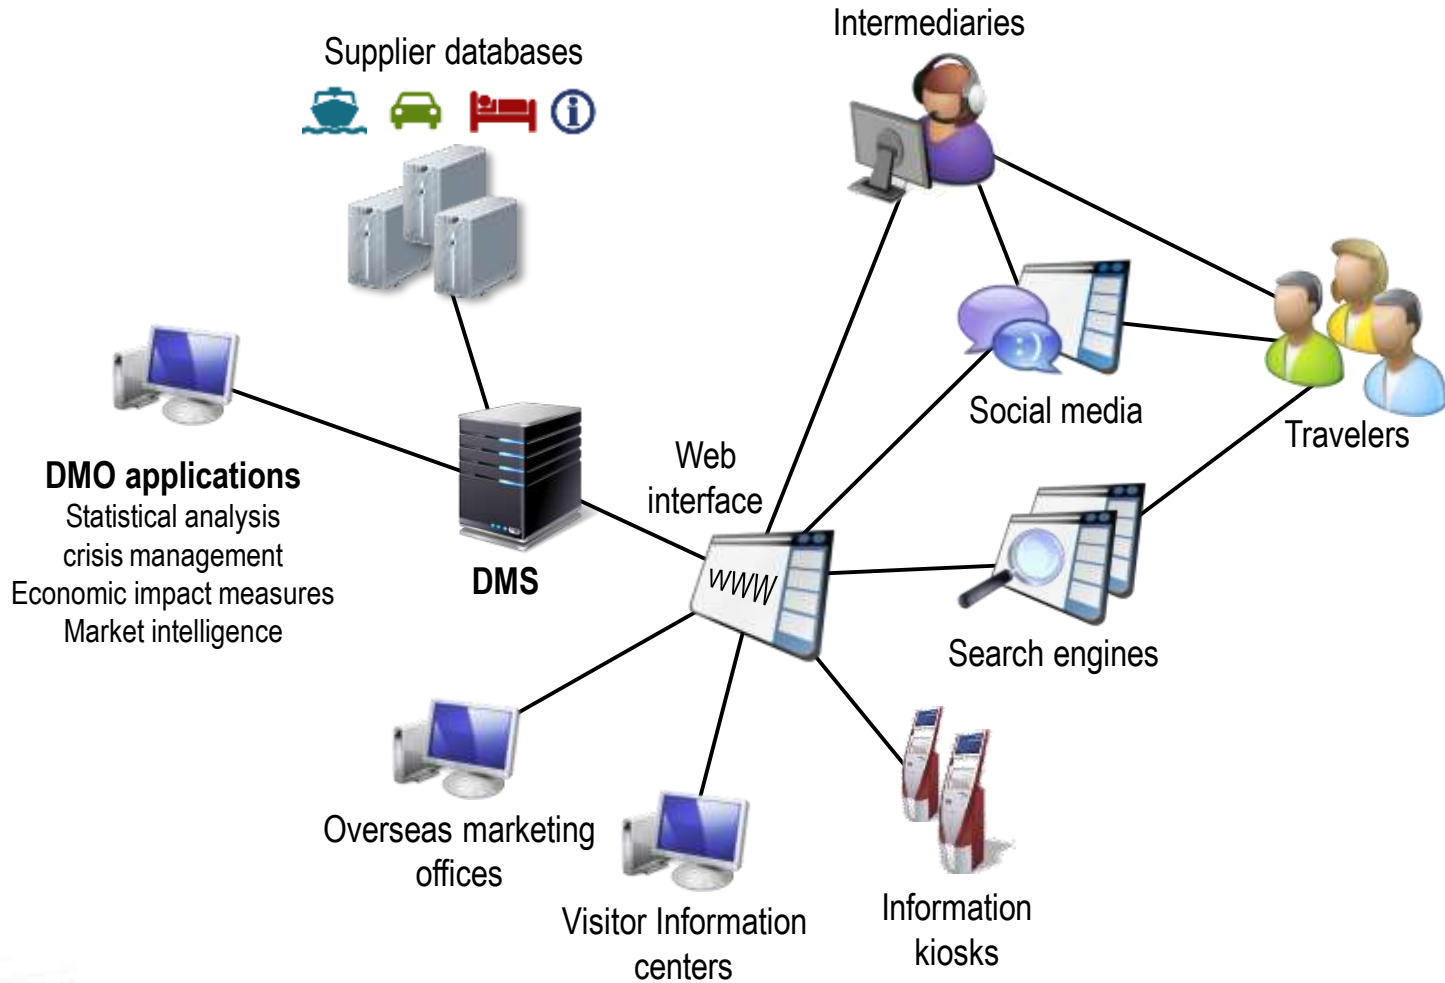 Intermediaries
Supplier databases
Social media
Travelers
Web
interface
DMO applications
Statistical analysis
crisis management
Economic impact measures
Market intelligence
DMS
www
Search engines
Overseas marketing
offices
Visitor Information
centers
Information
kiosks